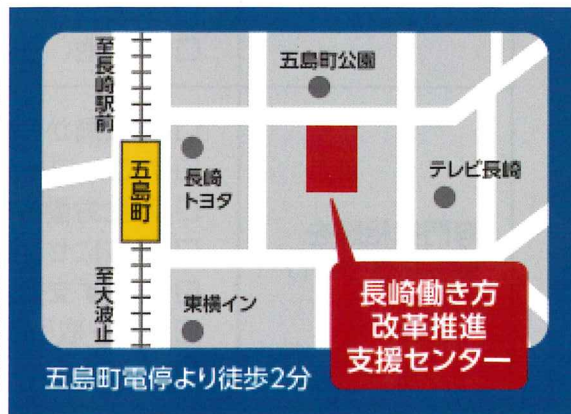 至長崎駅前
五島町公園
長崎
トヨタ
五島町
テレビ長崎
至大波止
東横イン
長崎働き方
改革推進
支援センター
五島町電停より徒歩2分